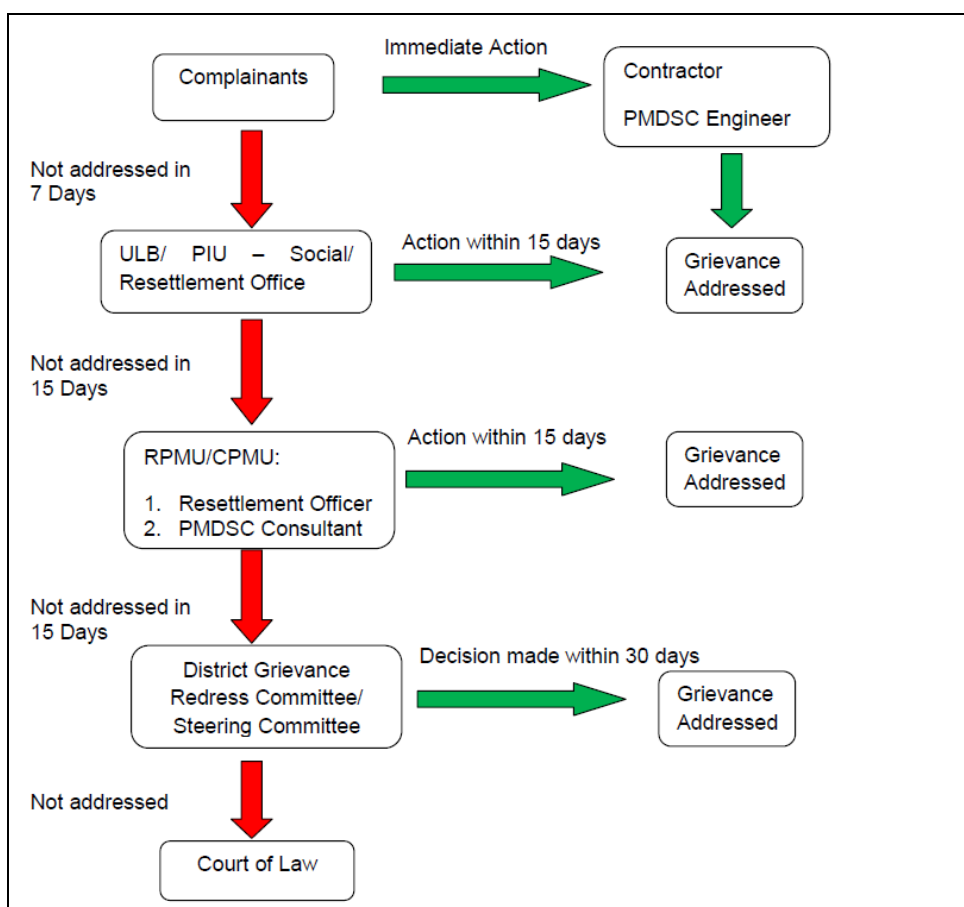 Immediate Action
Complainants
Contractor
PMDSC Engineer
Not addressed in
7 Days
ULB/ PIU – Social/
Resettlement Office
Action within 15 days
Grievance
Addressed
Not addressed in
15 Days
RPMU/CPMU:
1. Resettlement Officer
2. PMDSC Consultant
Action within 15 days
Grievance
Addressed
Not addressed in
15 Days
District Grievance
Redress Committee/
Steering Committee
Decision made within 30 days
Grievance
Addressed
Not addressed
Court of Law